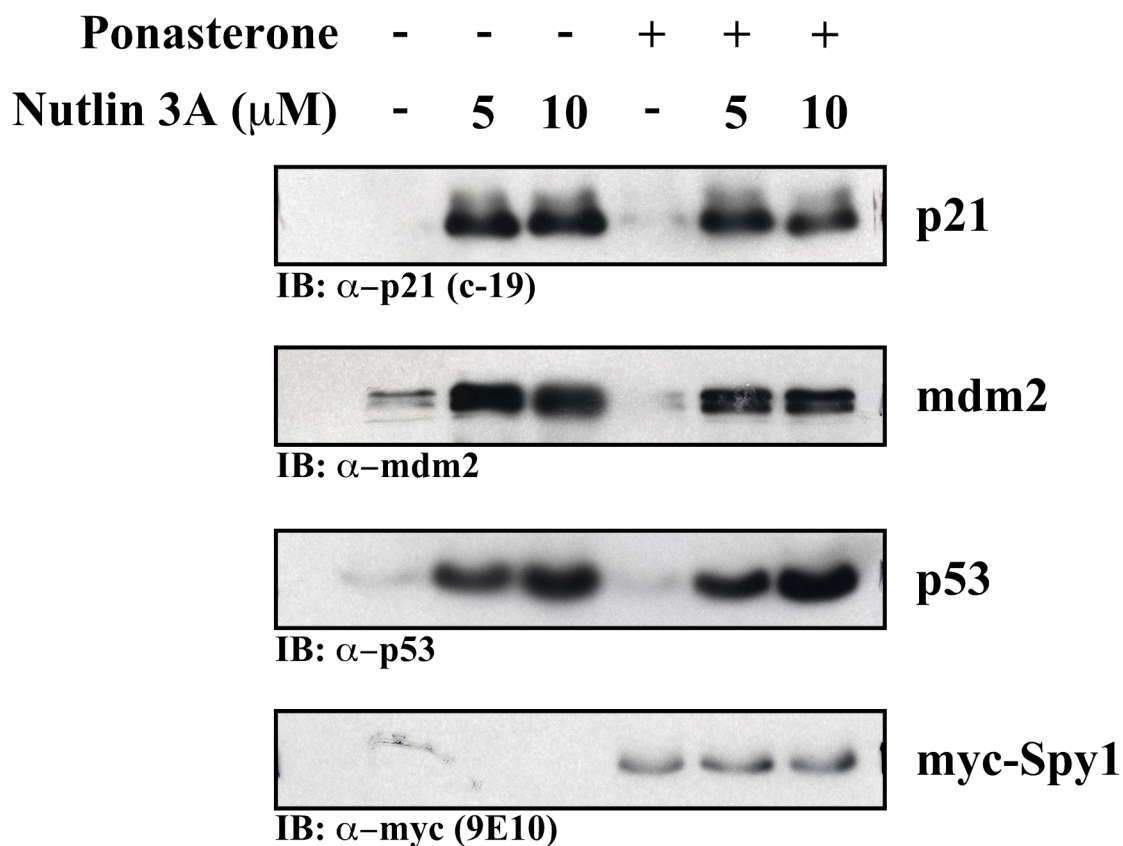 Ponasterone - - - + + +
Nutlin 3A (μM) - 5 10 - 5 10
p21
IB: α–p21 (c-19)
mdm2
IB: α–mdm2
p53
IB: α–p53
myc-Spy1
IB: α–myc (9E10)